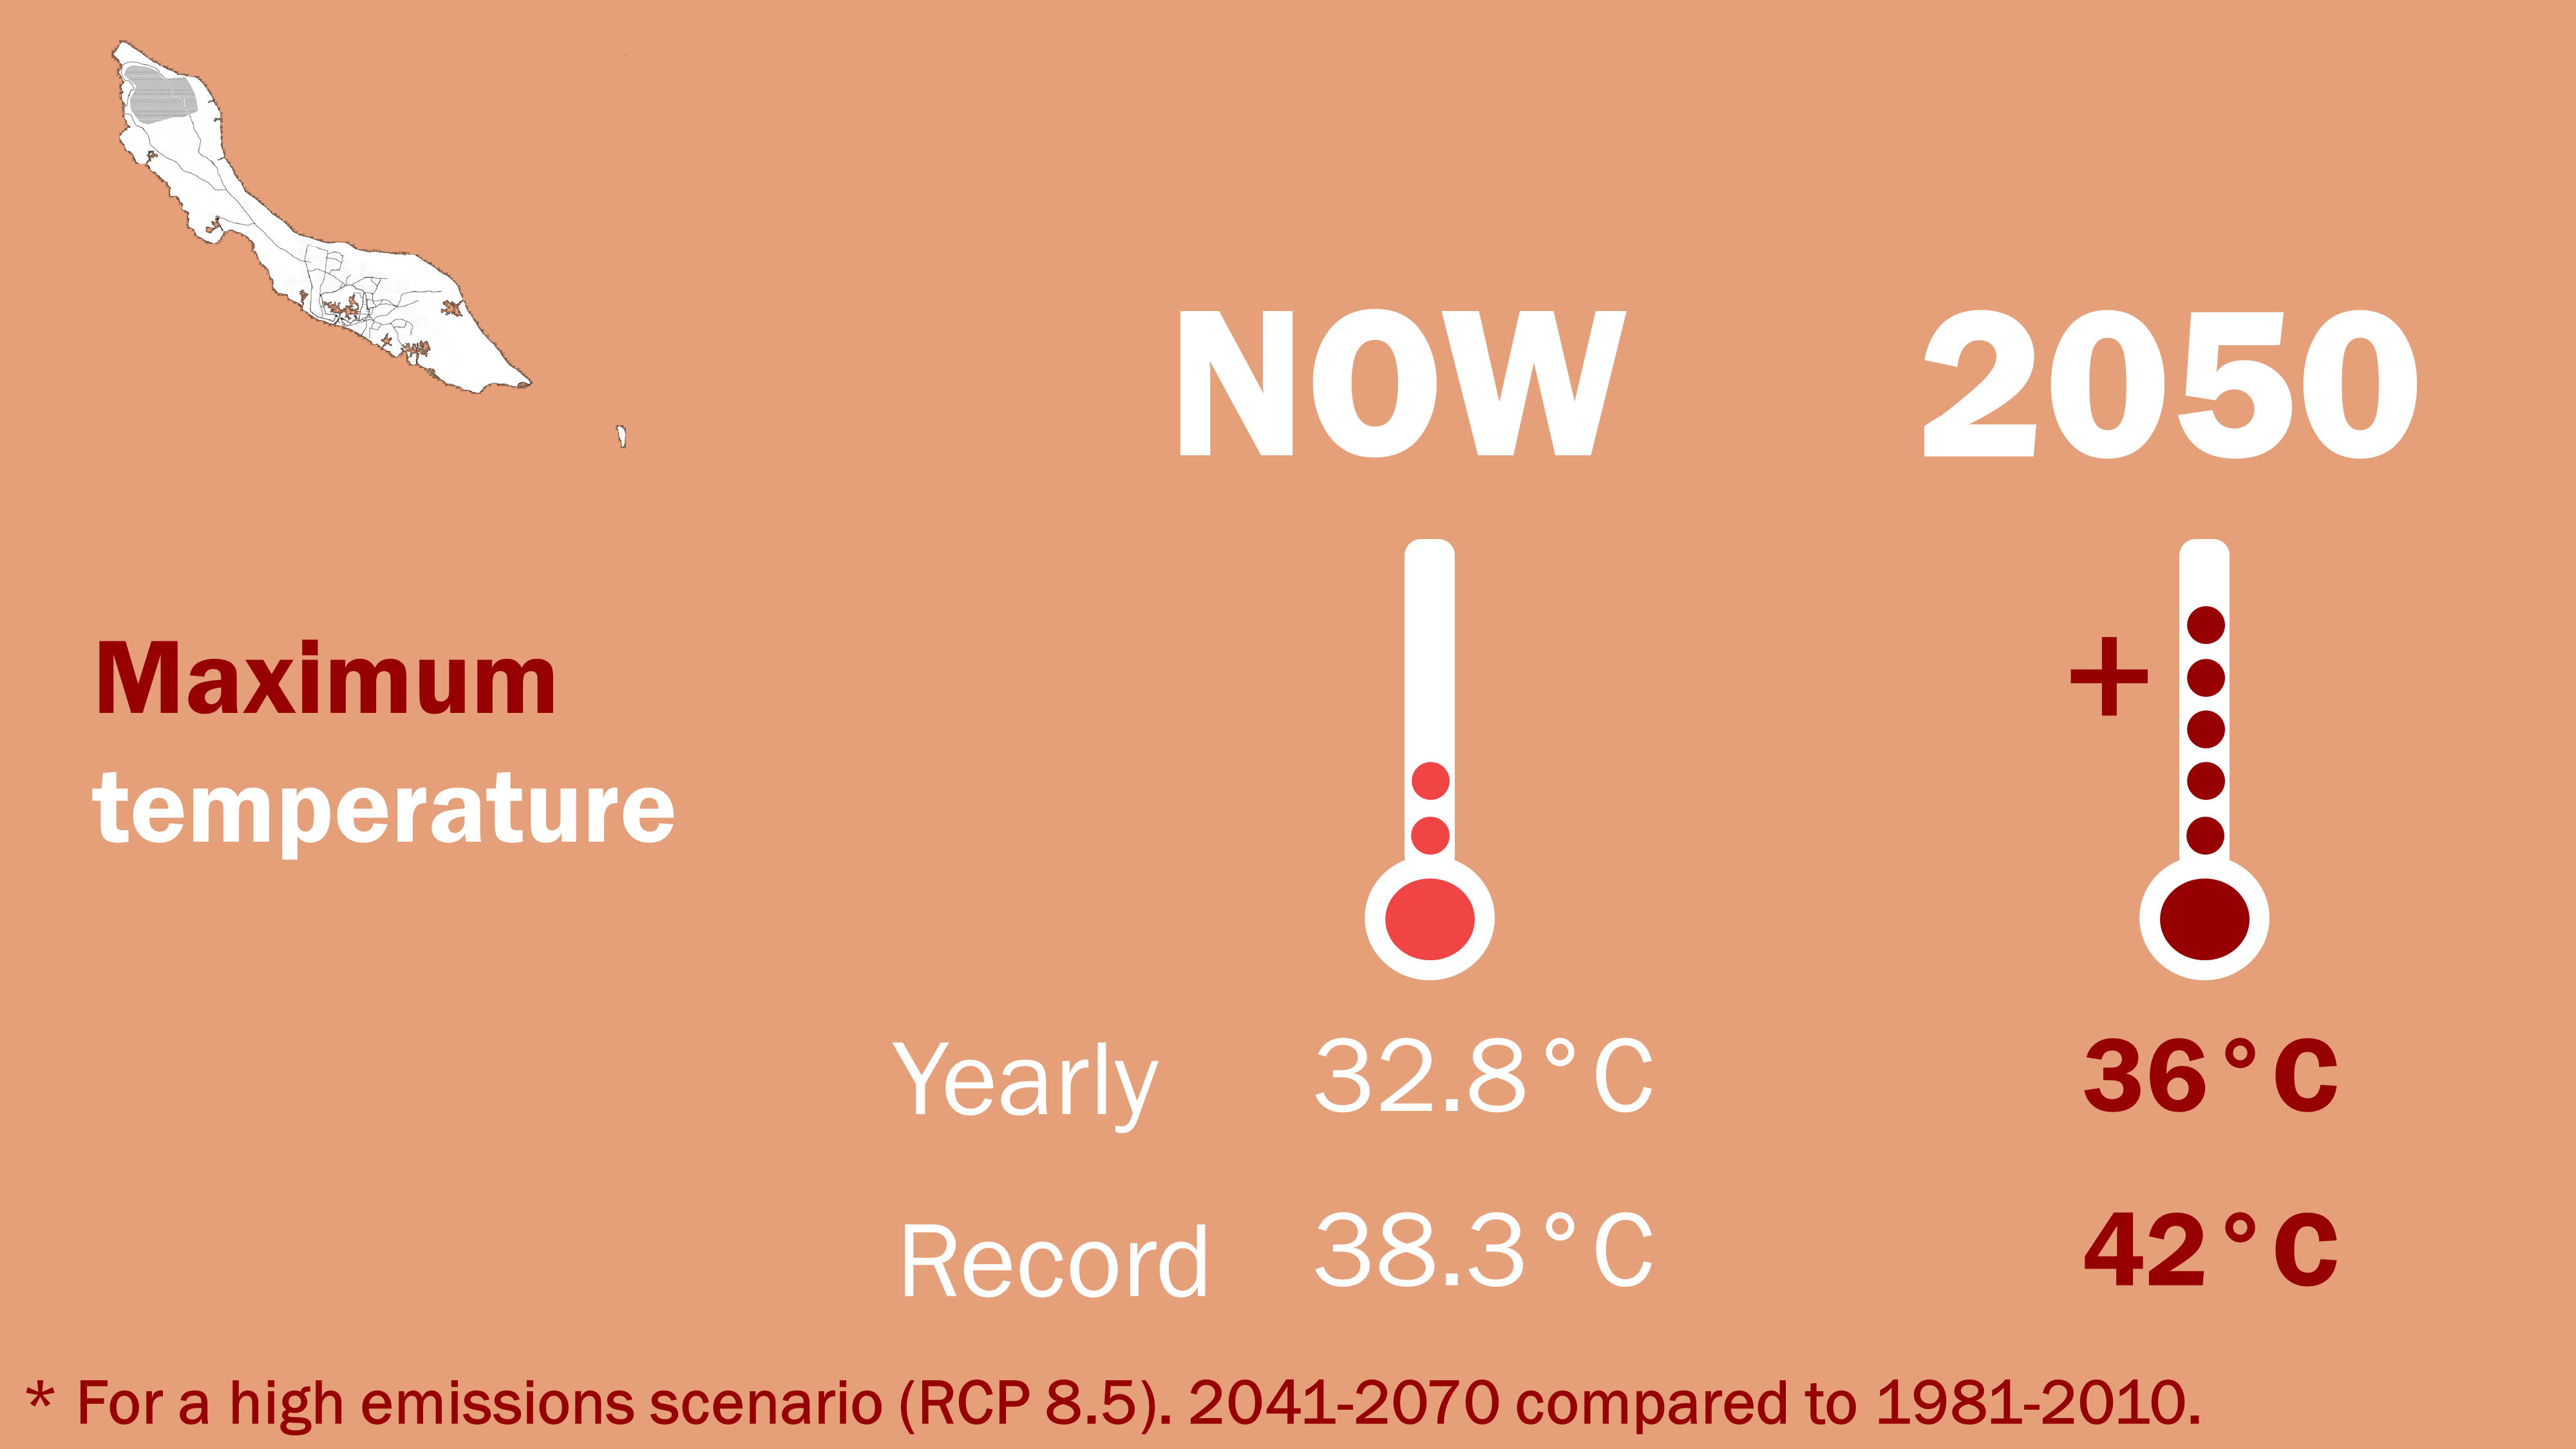 NOW 2050
Maximum
temperature
+
Yearly 32.8°C 36°C
Record 38.3°C 42°C
* For a high emissions scenario (RCP 8.5). 2041-2070 compared to 1981-2010.